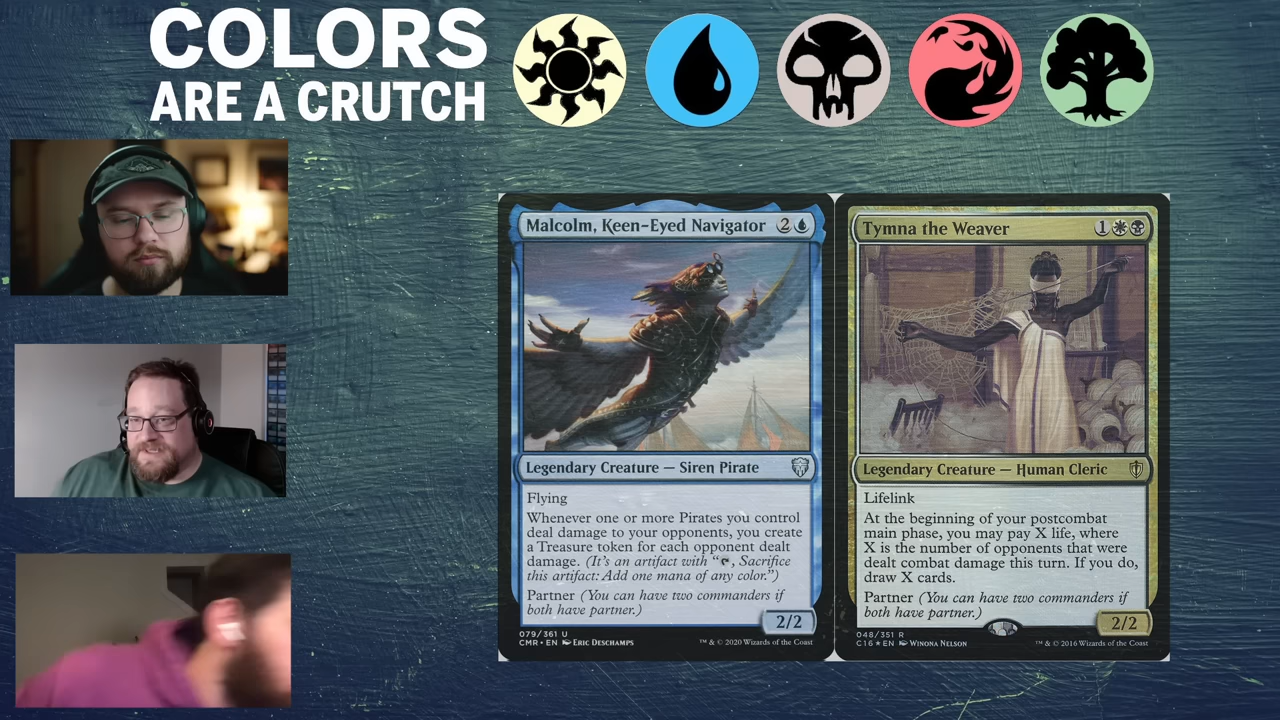 COLORS
ARE A CRUTCH
Malcolm, Keen-Eyed Navigator 2
Legendary Creature — Siren Pirate
Flying
Whenever one or more Pirates you control
deal damage to your opponents, you create
a Treasure token for each opponent dealt
damage. (It's an artifact with “, Sacrifice
this artifact: Add one mana of any color.”)
Partner (You can have two commanders if
both have partner.)
2/2
079/361 U
CMR • EN Eric Deschamps
™ & © 2020 Wizards of the Coast
Tymna the Weaver 1
Legendary Creature — Human Cleric
Lifelink
At the beginning of your postcombat
main phase, you may pay X life, where
X is the number of opponents that were
dealt combat damage this turn. If you do,
draw X cards.
Partner (You can have two commanders if
both have partner.)
2/2
048/351 R
C16 ★ EN Winona Nelson
™ & © 2016 Wizards of the Coast